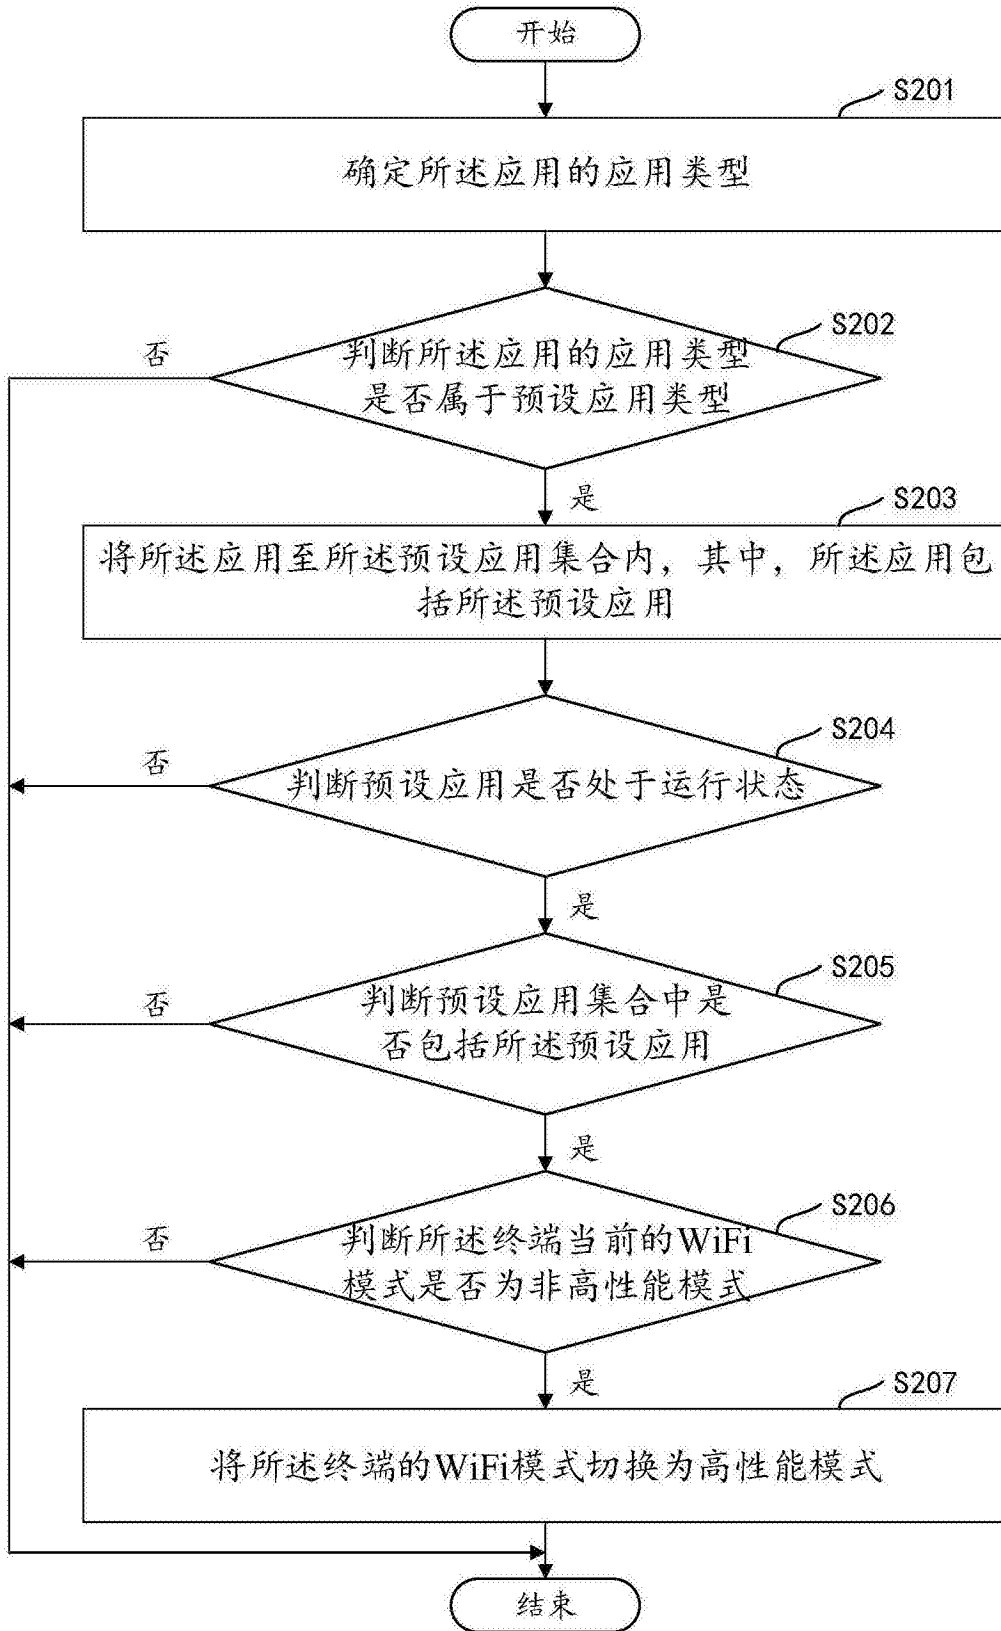 开始
S201
确定所述应用的应用类型
S202
否
判断所述应用的应用类型
是否属于预设应用类型
是
S203
将所述应用至所述预设应用集合内，其中，所述应用包
括所述预设应用
S204
否
判断预设应用是否处于运行状态
是
S205
否
判断预设应用集合中是
否包括所述预设应用
是
S206
否
判断所述终端当前的WiFi
模式是否为非高性能模式
是
S207
将所述终端的WiFi模式切换为高性能模式
结束